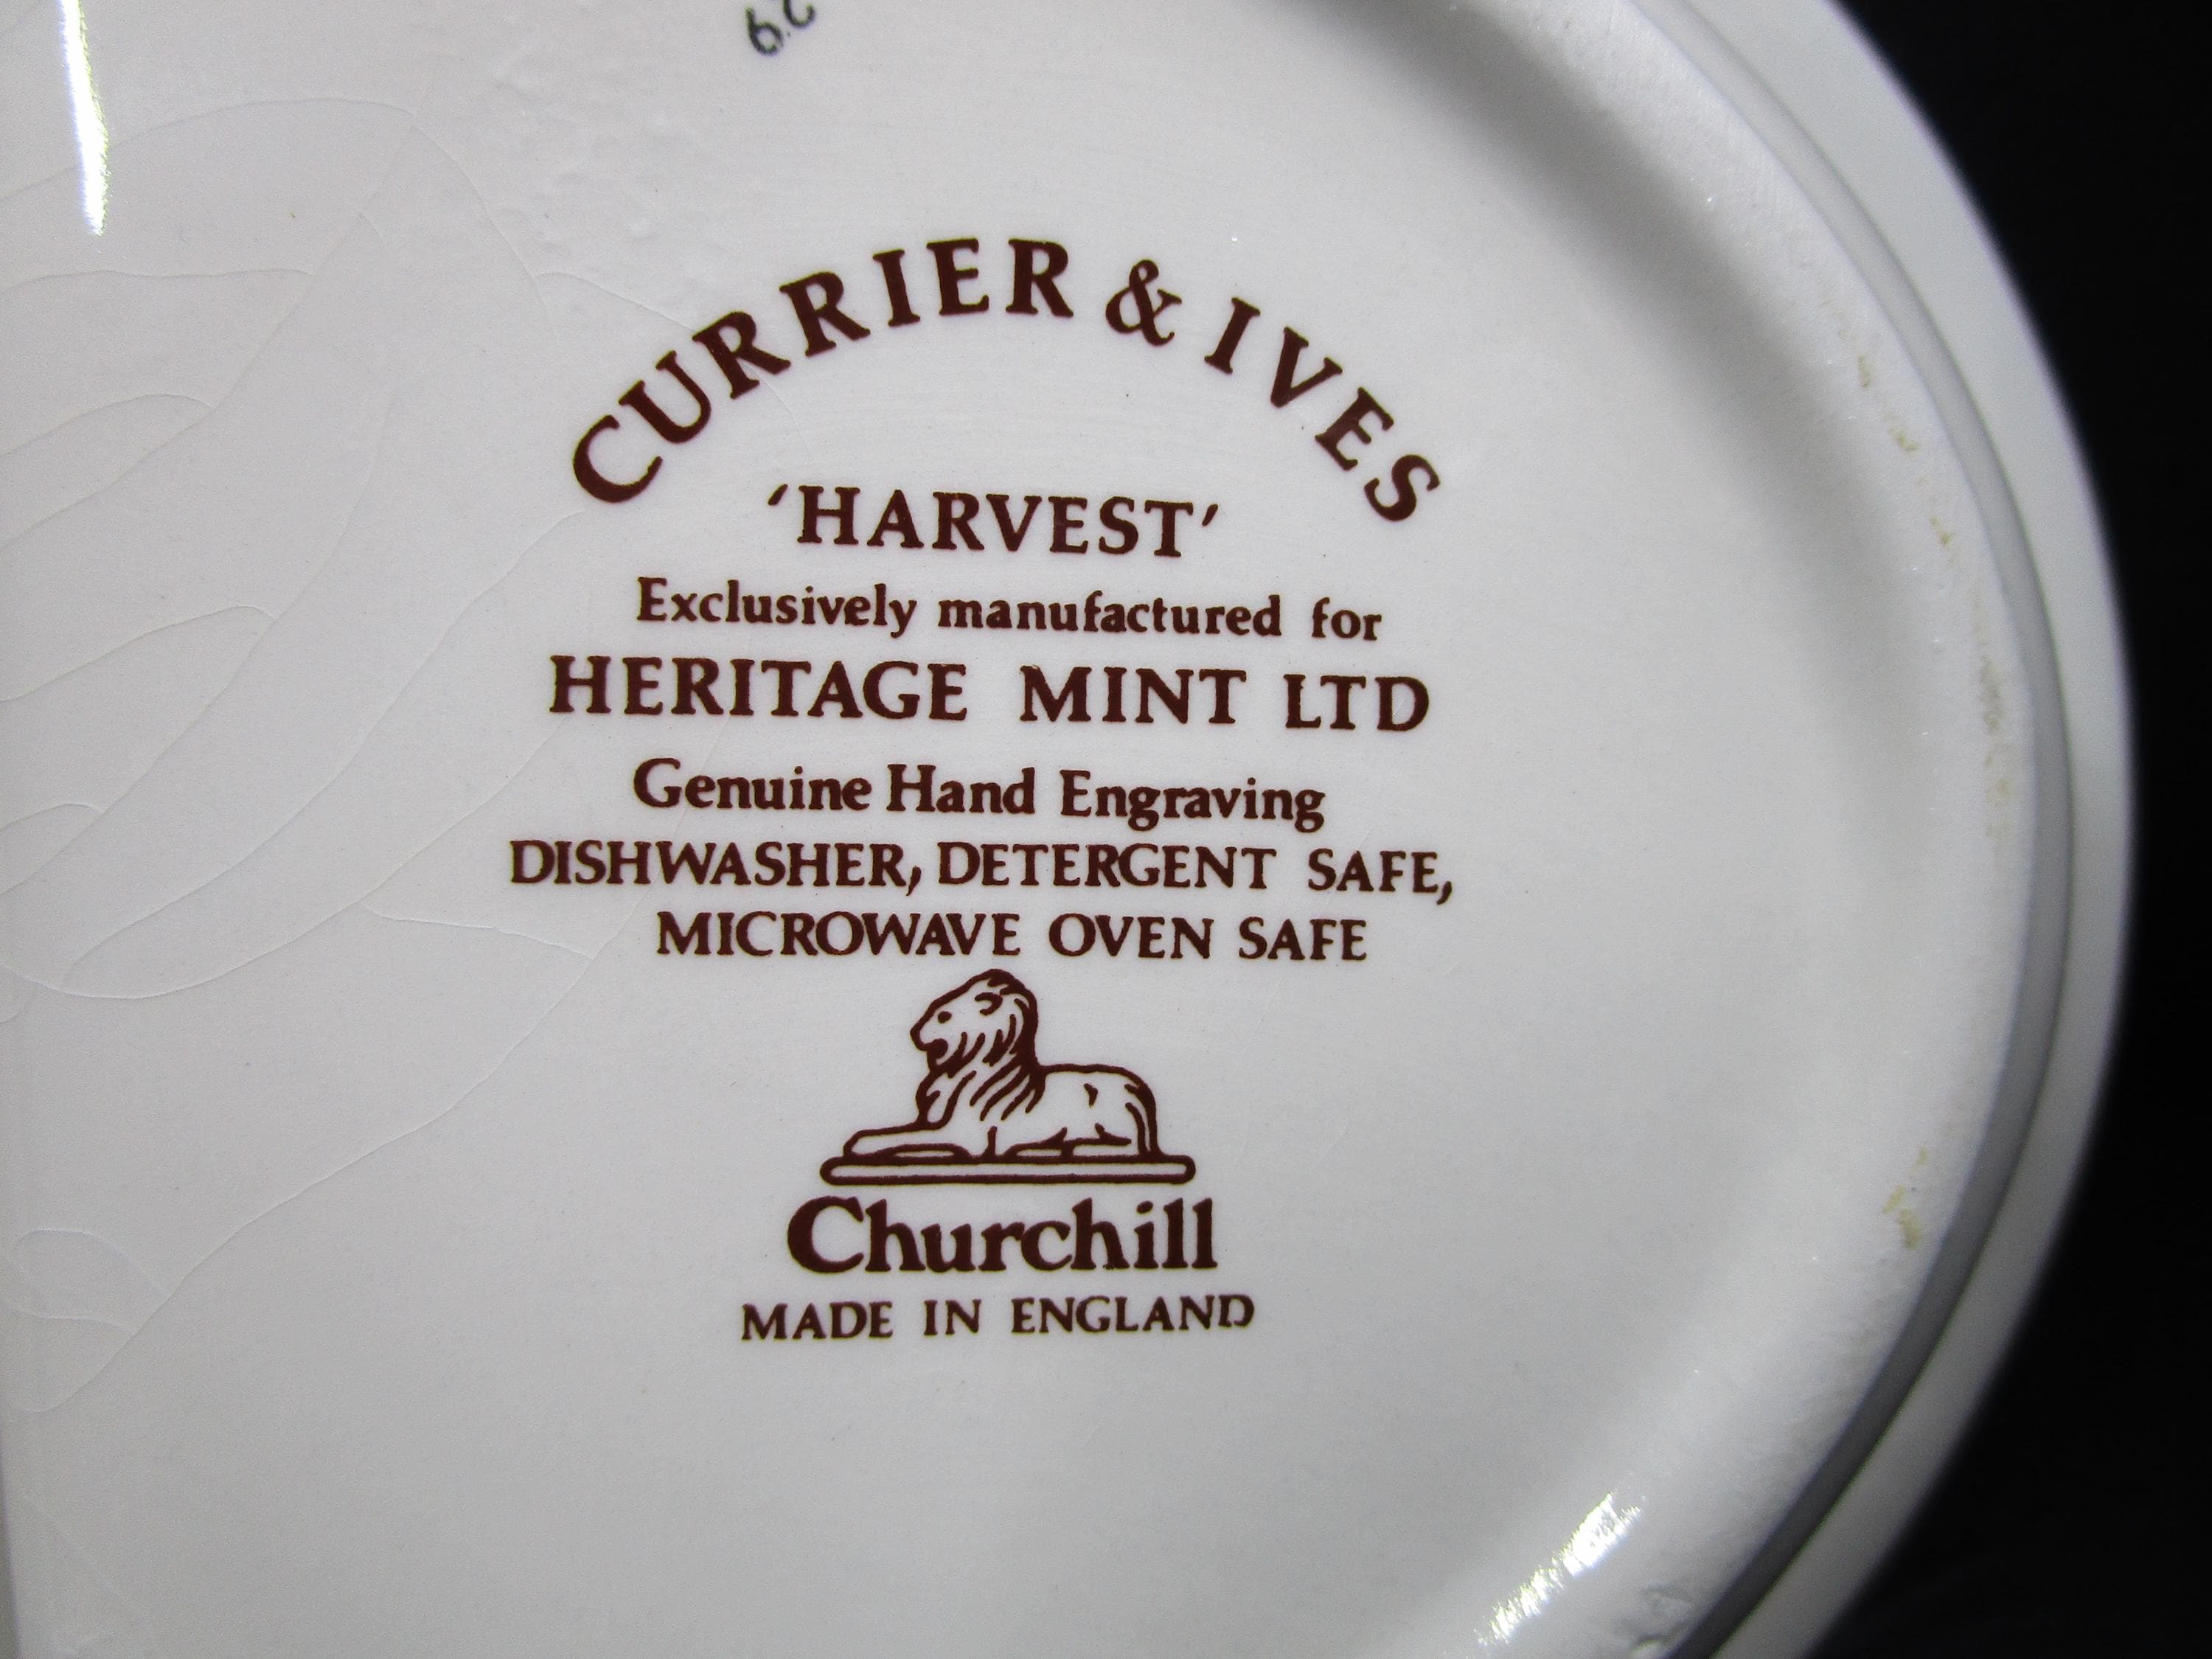 CURRIER & IVES
'HARVEST'
Exclusively manufactured for
HERITAGE MINT LTD
Genuine Hand Engraving
DISHWASHER, DETERGENT SAFE,
MICROWAVE OVEN SAFE
Churchill
MADE IN ENGLAND